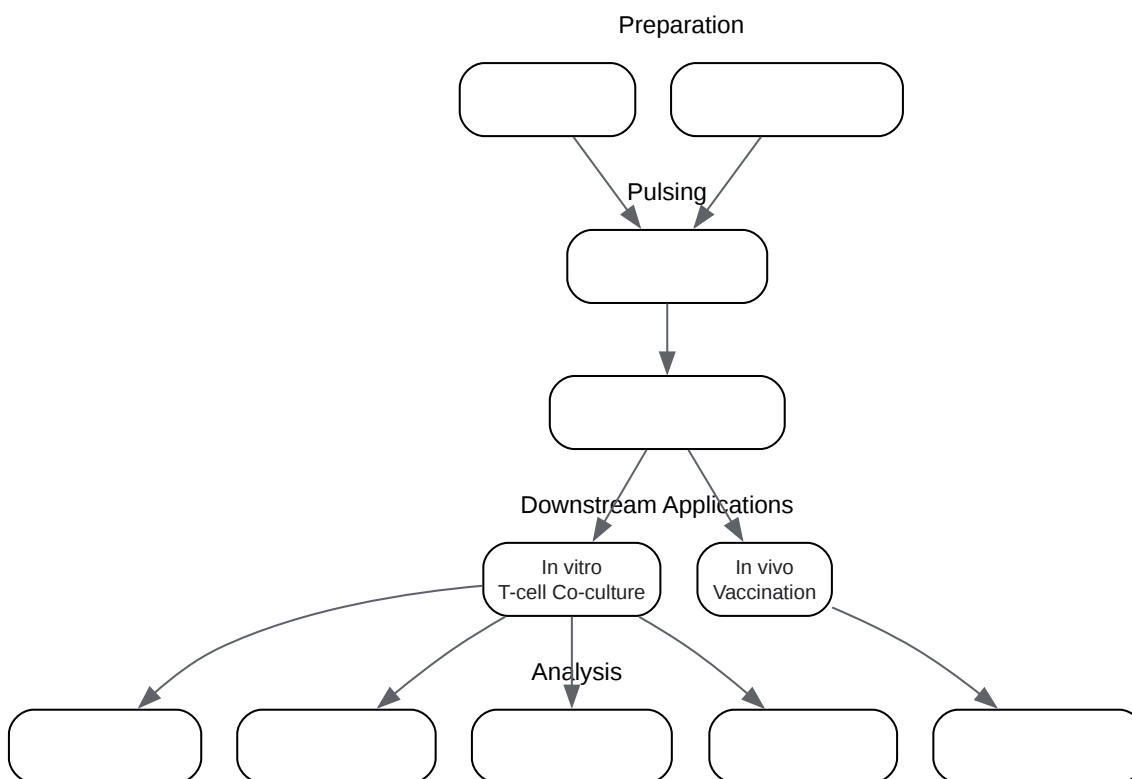 Preparation
Pulsing
Downstream Applications
In vitro
T-cell Co-culture
In vivo
Vaccination
Analysis